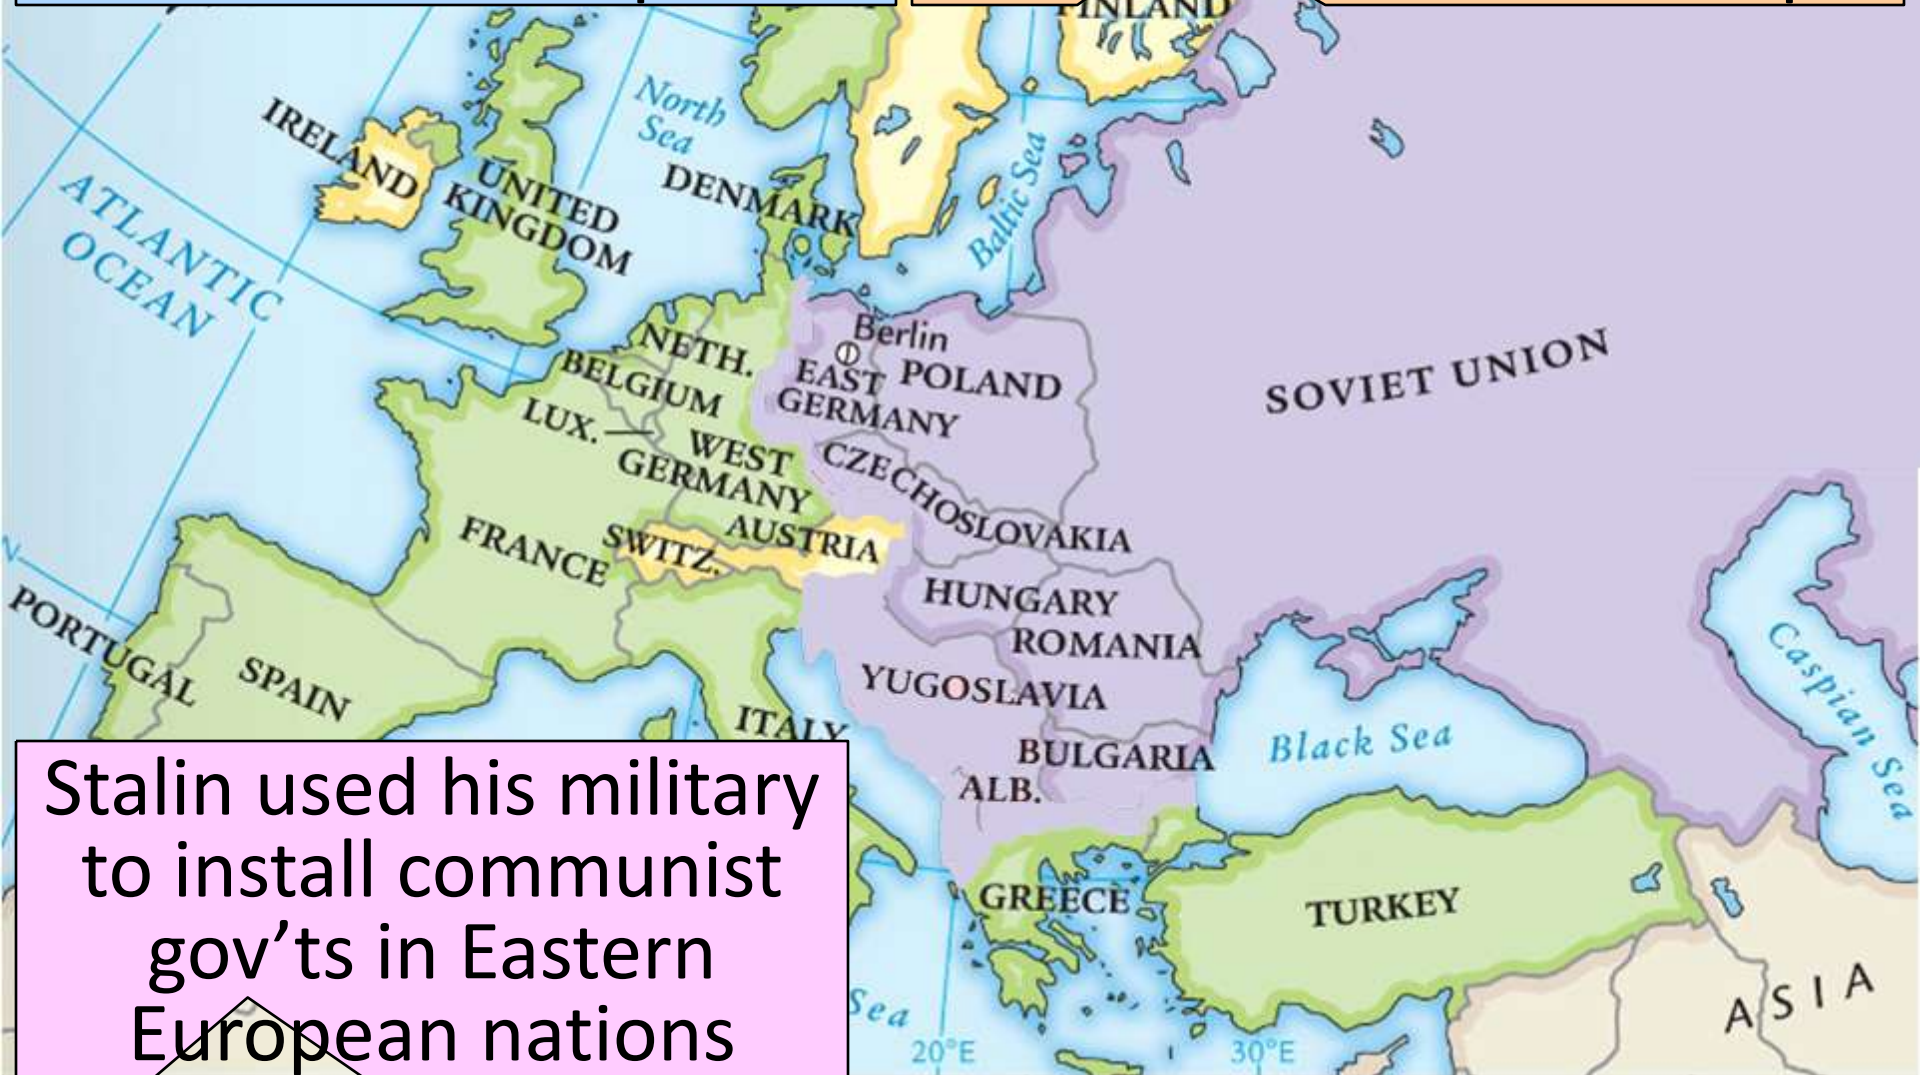 FINLAND
North
Sea
IRELAND
UNITED
KINGDOM
DENMARK
Baltic Sea
ATLANTIC
OCEAN
Berlin
NETH.
EAST
GERMANY
POLAND
BELGIUM
SOVIET UNION
LUX.
WEST
GERMANY
CZECHOSLOVAKIA
AUSTRIA
SWITZ.
FRANCE
HUNGARY
ROMANIA
PORTUGAL
SPAIN
YUGOSLAVIA
Caspian Sea
ITALY
Black Sea
BULGARIA
ALB.
Stalin used his military
to install communist
gov’ts in Eastern
European nations
GREECE
TURKEY
ASIA
Sea
20°E
30°E